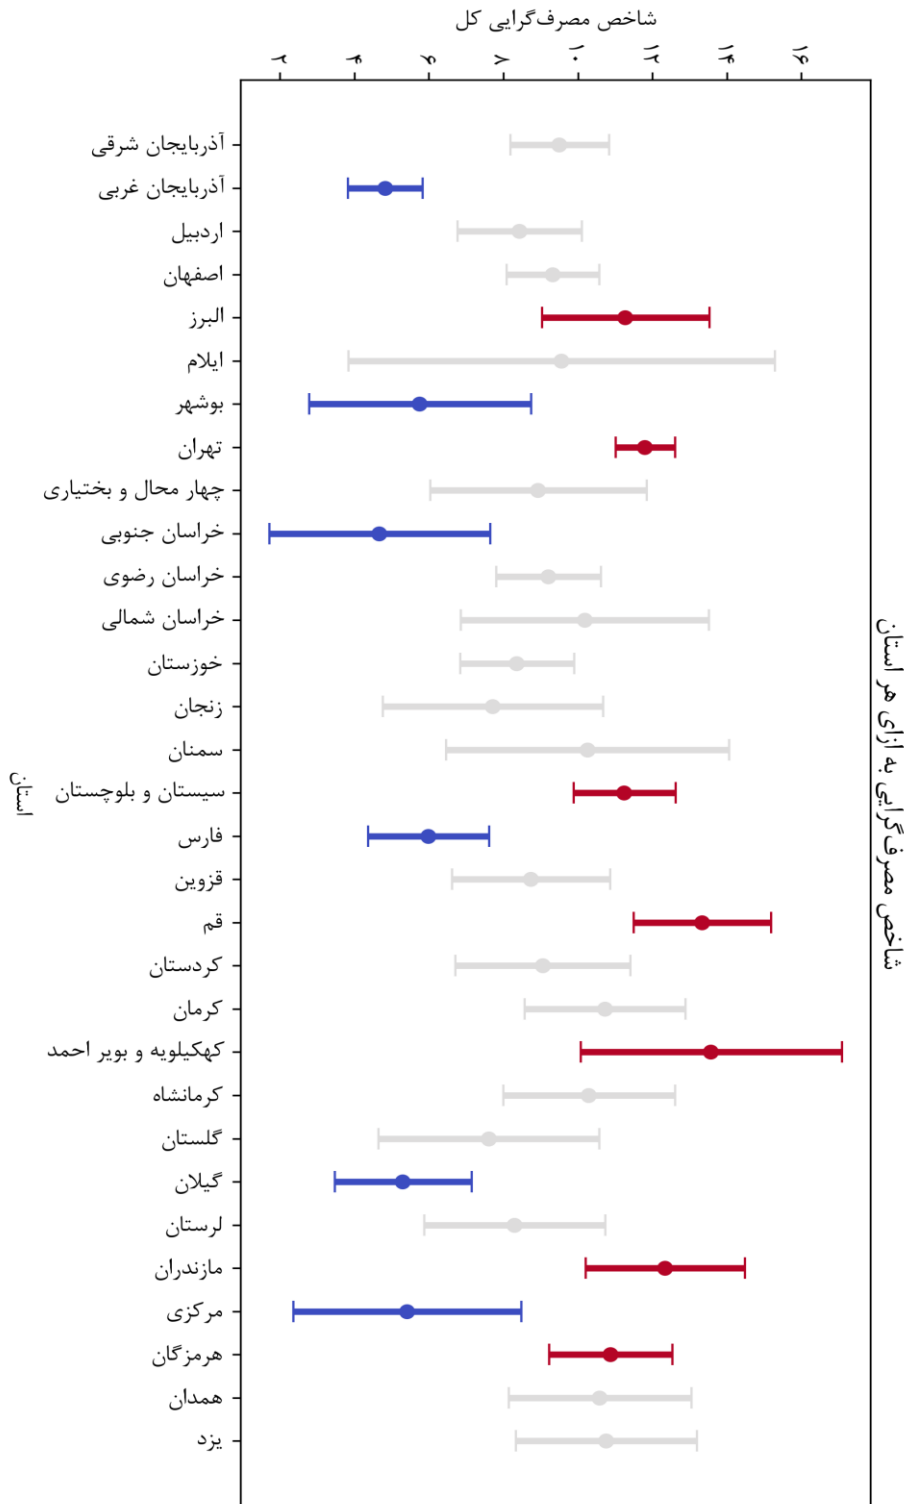 شاخص مصرف‌گرایی کل
۲ ۴ ۶ ۸ ۱۰ ۱۲ ۱۴ ۱۶
آذربایجان شرقی
آذربایجان غربی
اردبیل
اصفهان
البرز
ایلام
بوشهر
تهران
چهار محال و بختیاری
خراسان جنوبی
خراسان رضوی
خراسان شمالی
خوزستان
زنجان
سمنان
سیستان و بلوچستان
فارس
قزوین
قم
کردستان
کرمان
کهکیلویه و بویر احمد
کرمانشاه
گلستان
گیلان
لرستان
مازندران
مرکزی
هرمزگان
همدان
یزد
استان
شاخص مصرف‌گرایی به ازای هر استان